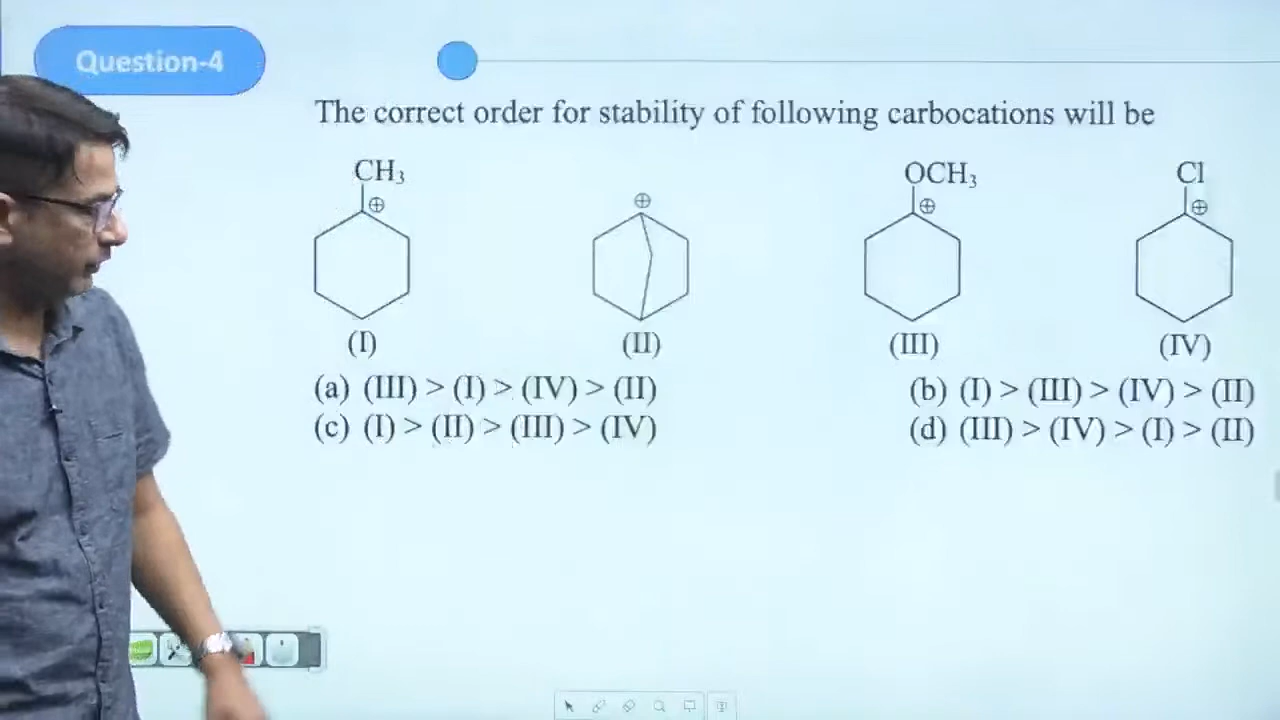 Question-4
The correct order for stability of following carbocations will be
CH₃ ⊕ ⊕ OCH₃ ⊕ Cl ⊕
(I) (II) (III) (IV)
(a) (III) > (I) > (IV) > (II) (b) (I) > (III) > (IV) > (II)
(c) (I) > (II) > (III) > (IV) (d) (III) > (IV) > (I) > (II)